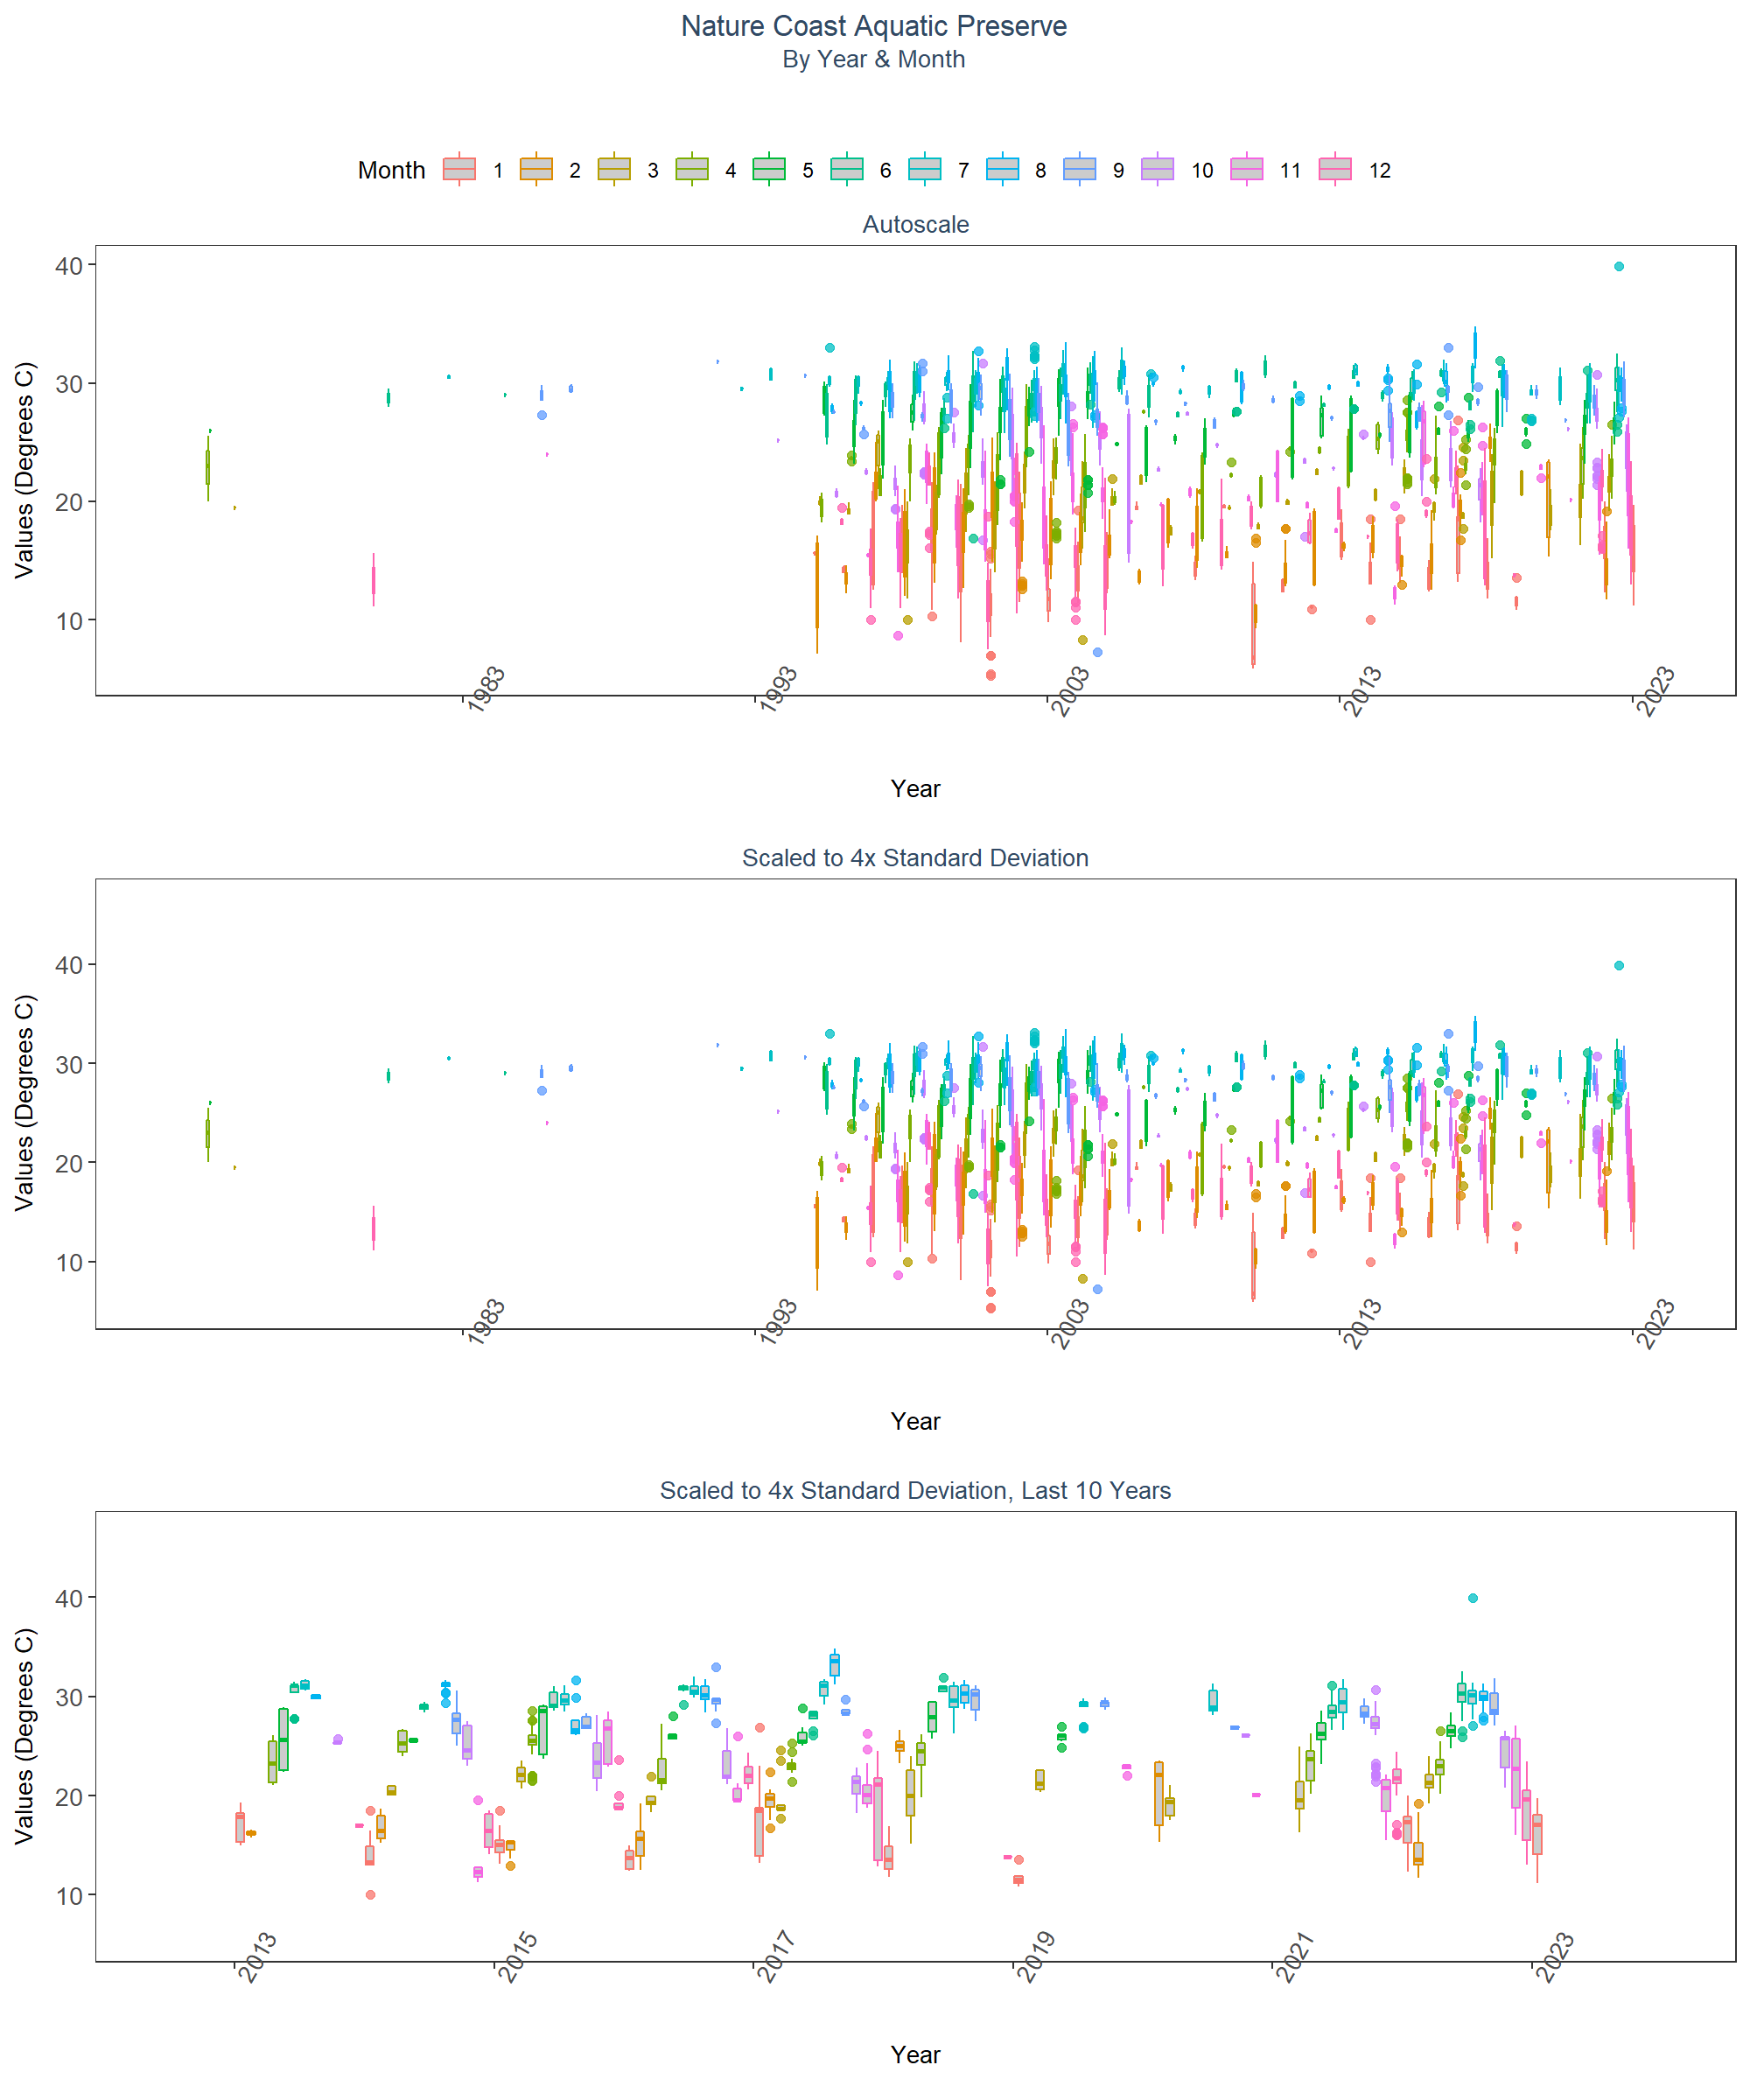 Nature Coast Aquatic Preserve
By Year & Month
Month 1 2 3 4 5 6 7 8 9 10 11 12
Autoscale
Values (Degrees C)
40
30
20
10
1983 1993 2003 2013 2023
Year
Scaled to 4x Standard Deviation
Values (Degrees C)
40
30
20
10
1983 1993 2003 2013 2023
Year
Scaled to 4x Standard Deviation, Last 10 Years
Values (Degrees C)
40
30
20
10
2013 2015 2017 2019 2021 2023
Year